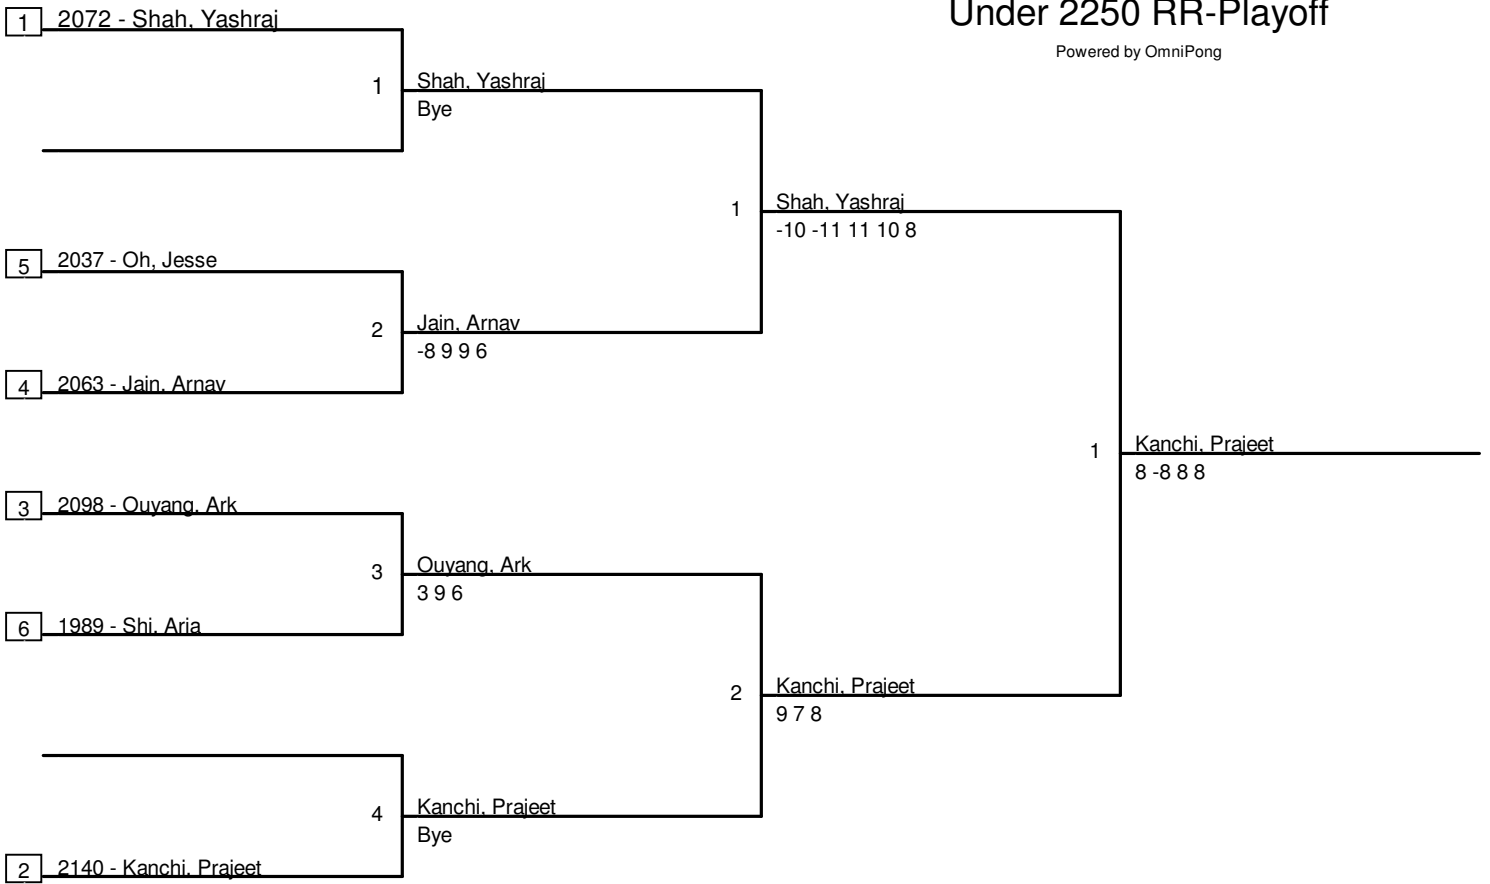 Under 2250 RR-Playoff
Powered by OmniPong
1 2072 - Shah, Yashraj
1 Shah, Yashraj
Bye
1 Shah, Yashraj
-10 -11 11 10 8
5 2037 - Oh, Jesse
2 Jain, Arnav
-8 9 9 6
4 2063 - Jain, Arnav
1 Kanchi, Prajeet
8 -8 8 8
3 2098 - Ouyang, Ark
3 Ouyang, Ark
3 9 6
6 1989 - Shi, Aria
2 Kanchi, Prajeet
9 7 8
4 Kanchi, Prajeet
Bye
2 2140 - Kanchi, Prajeet